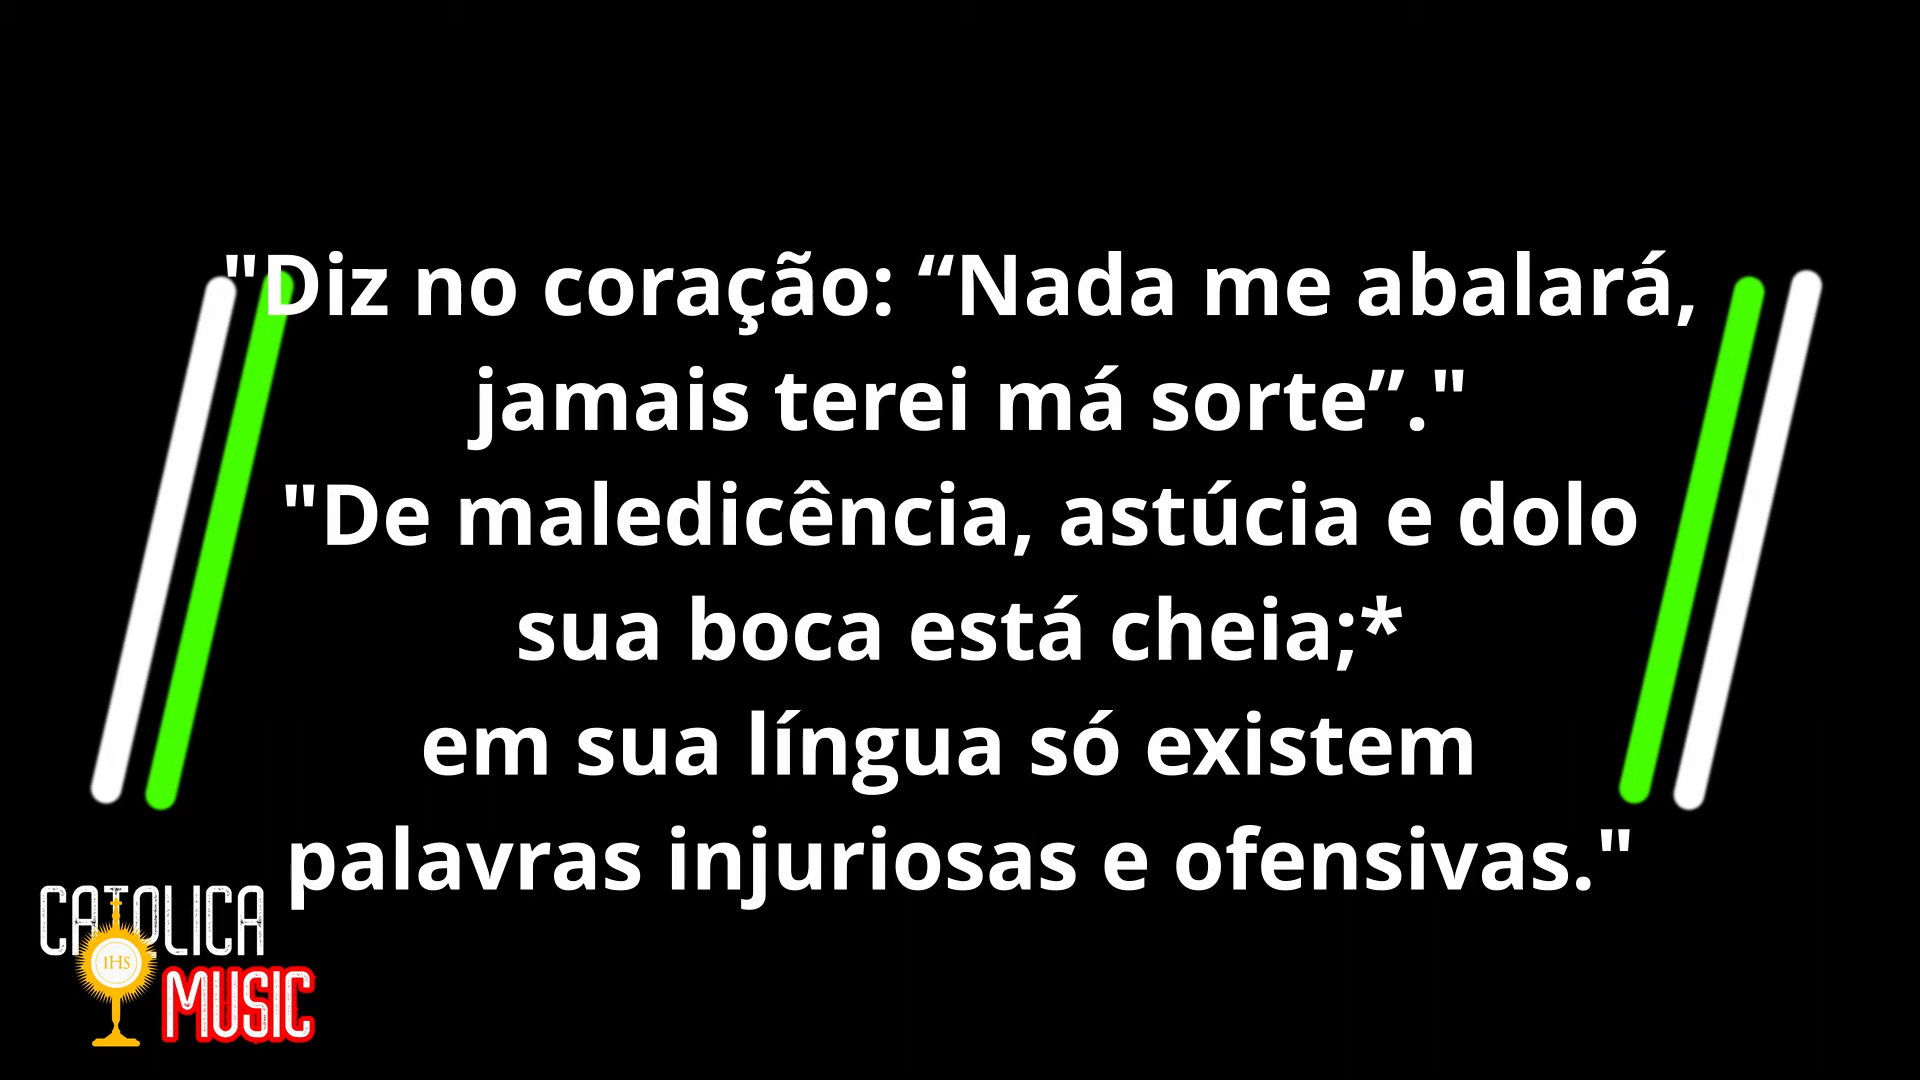 "Diz no coração: “Nada me abalará,
jamais terei má sorte”."
"De maledicência, astúcia e dolo
sua boca está cheia;*
em sua língua só existem
palavras injuriosas e ofensivas."
CATOLICA
IHS
MUSIC